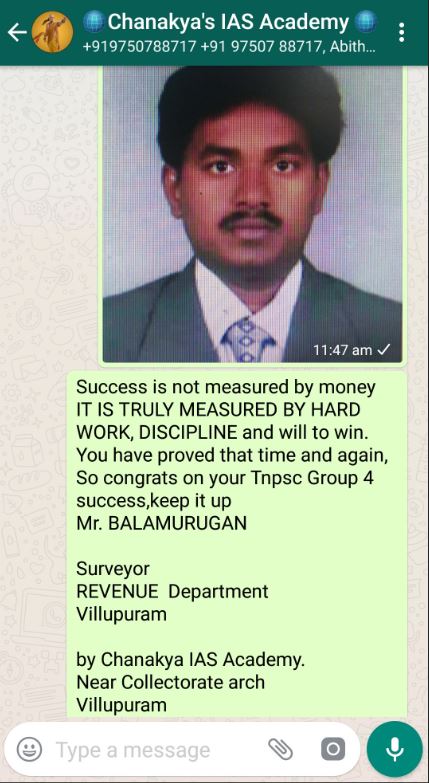 Chanakya's IAS Academy
+919750788717 +91 97507 88717, Abith...
11:47 am
Success is not measured by money
IT IS TRULY MEASURED BY HARD
WORK, DISCIPLINE and will to win.
You have proved that time and again,
So congrats on your Tnpsc Group 4
success,keep it up
Mr. BALAMURUGAN
Surveyor
REVENUE  Department
Villupuram
by Chanakya IAS Academy.
Near Collectorate arch
Villupuram
Type a message